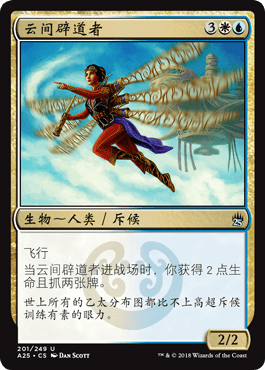 云间辟道者 3
生物～人类／斥候
飞行
当云间辟道者进战场时，你获得２点生
命且抓两张牌。
世上所有的乙太分布图都比不上高超斥候
训练有素的眼力。
2/2
201/249 U
A25 • CS DAN SCOTT
™ & © 2018 Wizards of the Coast